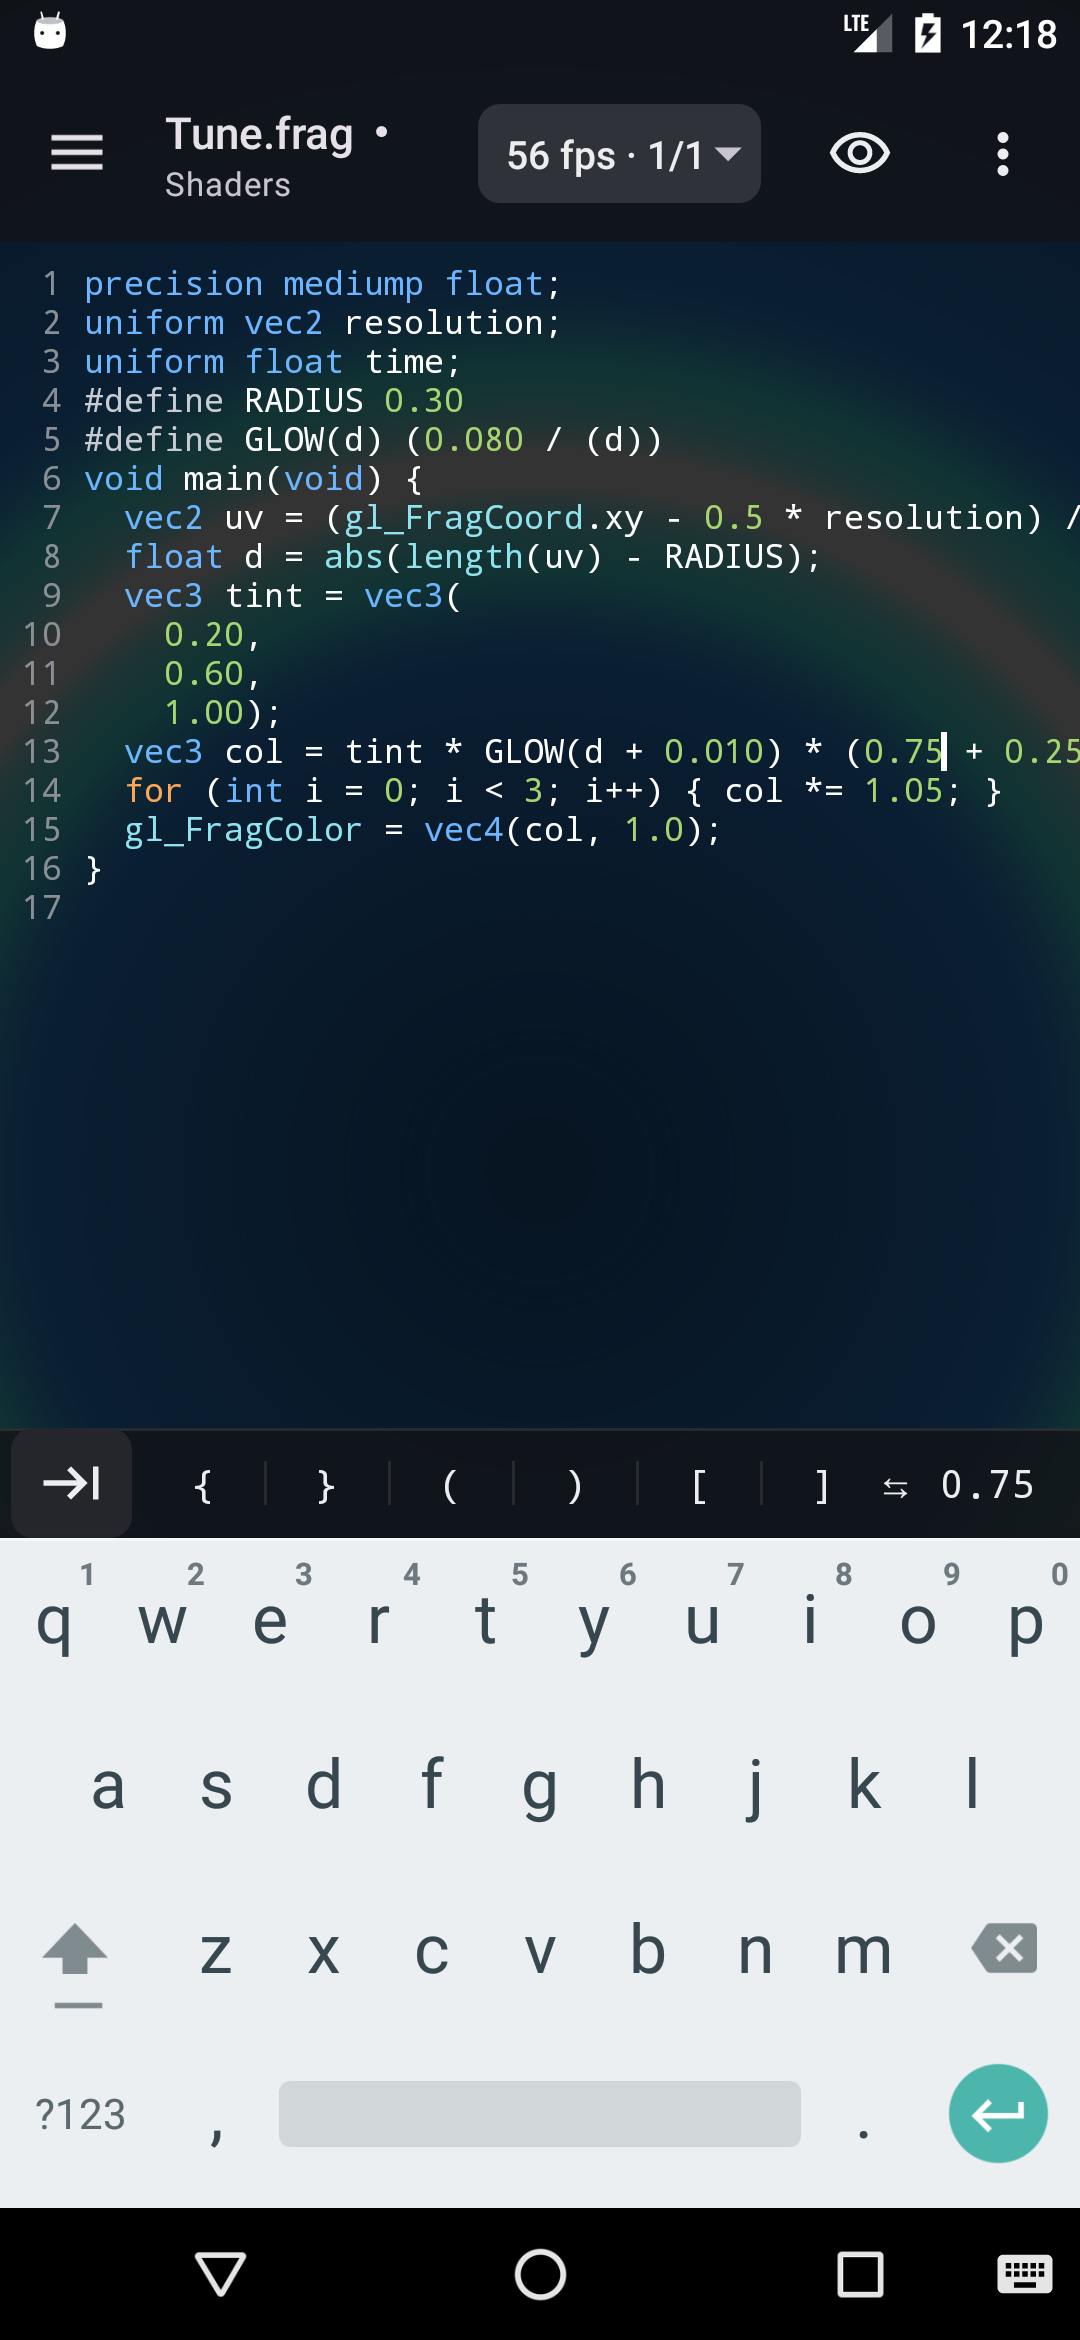 LTE 12:18
Tune.frag •
Shaders
56 fps · 1/1
1 precision mediump float;
2 uniform vec2 resolution;
3 uniform float time;
4 #define RADIUS 0.30
5 #define GLOW(d) (0.080 / (d))
6 void main(void) {
7 vec2 uv = (gl_FragCoord.xy - 0.5 * resolution) /
8 float d = abs(length(uv) - RADIUS);
9 vec3 tint = vec3(
10 0.20,
11 0.60,
12 1.00);
13 vec3 col = tint * GLOW(d + 0.010) * (0.75 + 0.25
14 for (int i = 0; i < 3; i++) { col *= 1.05; }
15 gl_FragColor = vec4(col, 1.0);
16 }
17
{ } ( ) [ ] ⇆ 0.75
1 2 3 4 5 6 7 8 9 0
q w e r t y u i o p
a s d f g h j k l
z x c v b n m
?123 , .